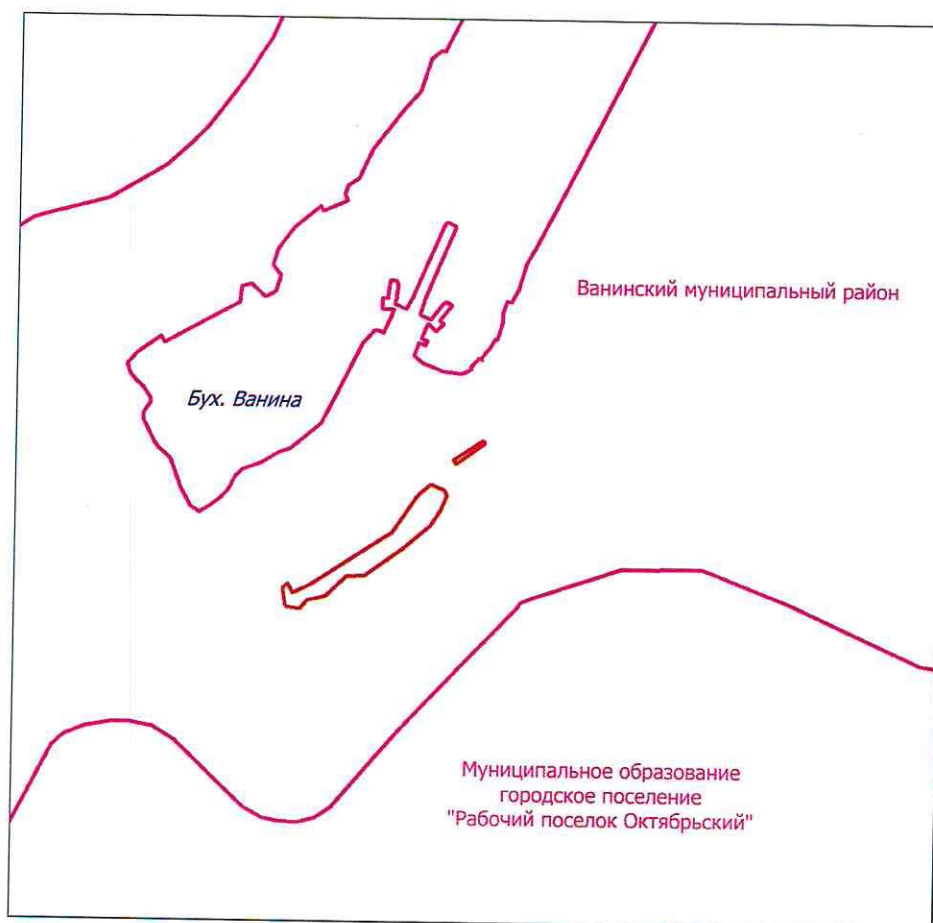 Ванинский муниципальный район
Бух. Ванина
Муниципальное образование
городское поселение
"Рабочий поселок Октябрьский"